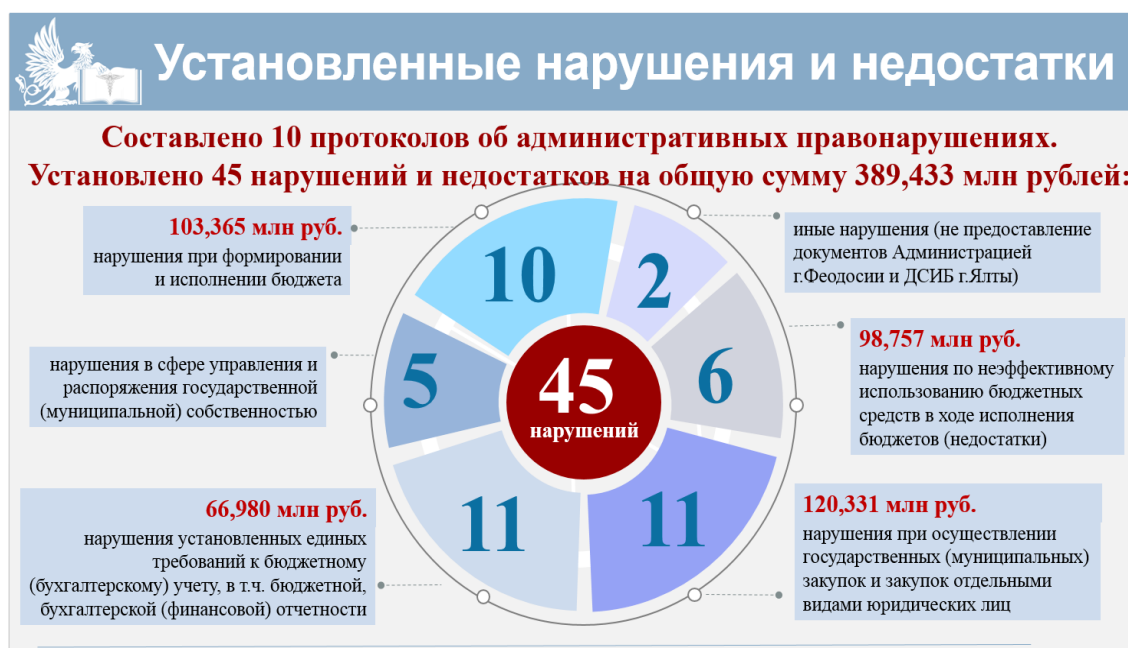 Установленные нарушения и недостатки
Составлено 10 протоколов об административных правонарушениях.
Установлено 45 нарушений и недостатков на общую сумму 389,433 млн рублей:
103,365 млн руб.
нарушения при формировании
и исполнении бюджета
10
2
иные нарушения (не предоставление
документов Администрацией
г.Феодосии и ДСИБ г.Ялты)
нарушения в сфере управления и
распоряжения государственной
(муниципальной) собственностью
5
45
нарушений
6
98,757 млн руб.
нарушения по неэффективному
использованию бюджетных
средств в ходе исполнения
бюджетов (недостатки)
66,980 млн руб.
нарушения установленных единых
требований к бюджетному
(бухгалтерскому) учету, в т.ч. бюджетной,
бухгалтерской (финансовой) отчетности
11
11
120,331 млн руб.
нарушения при осуществлении
государственных (муниципальных)
закупок и закупок отдельными
видами юридических лиц